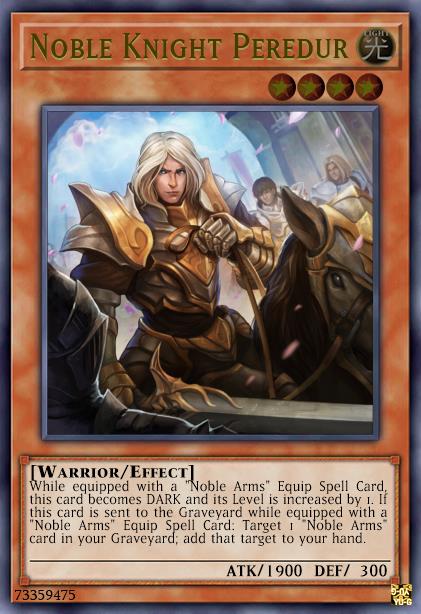 NOBLE KNIGHT PEREDUR
LIGHT
光
[WARRIOR/EFFECT]
While equipped with a "Noble Arms" Equip Spell Card,
this card becomes DARK and its Level is increased by 1. If
this card is sent to the Graveyard while equipped with a
"Noble Arms" Equip Spell Card: Target 1 "Noble Arms"
card in your Graveyard; add that target to your hand.
ATK/1900 DEF/ 300
73359475